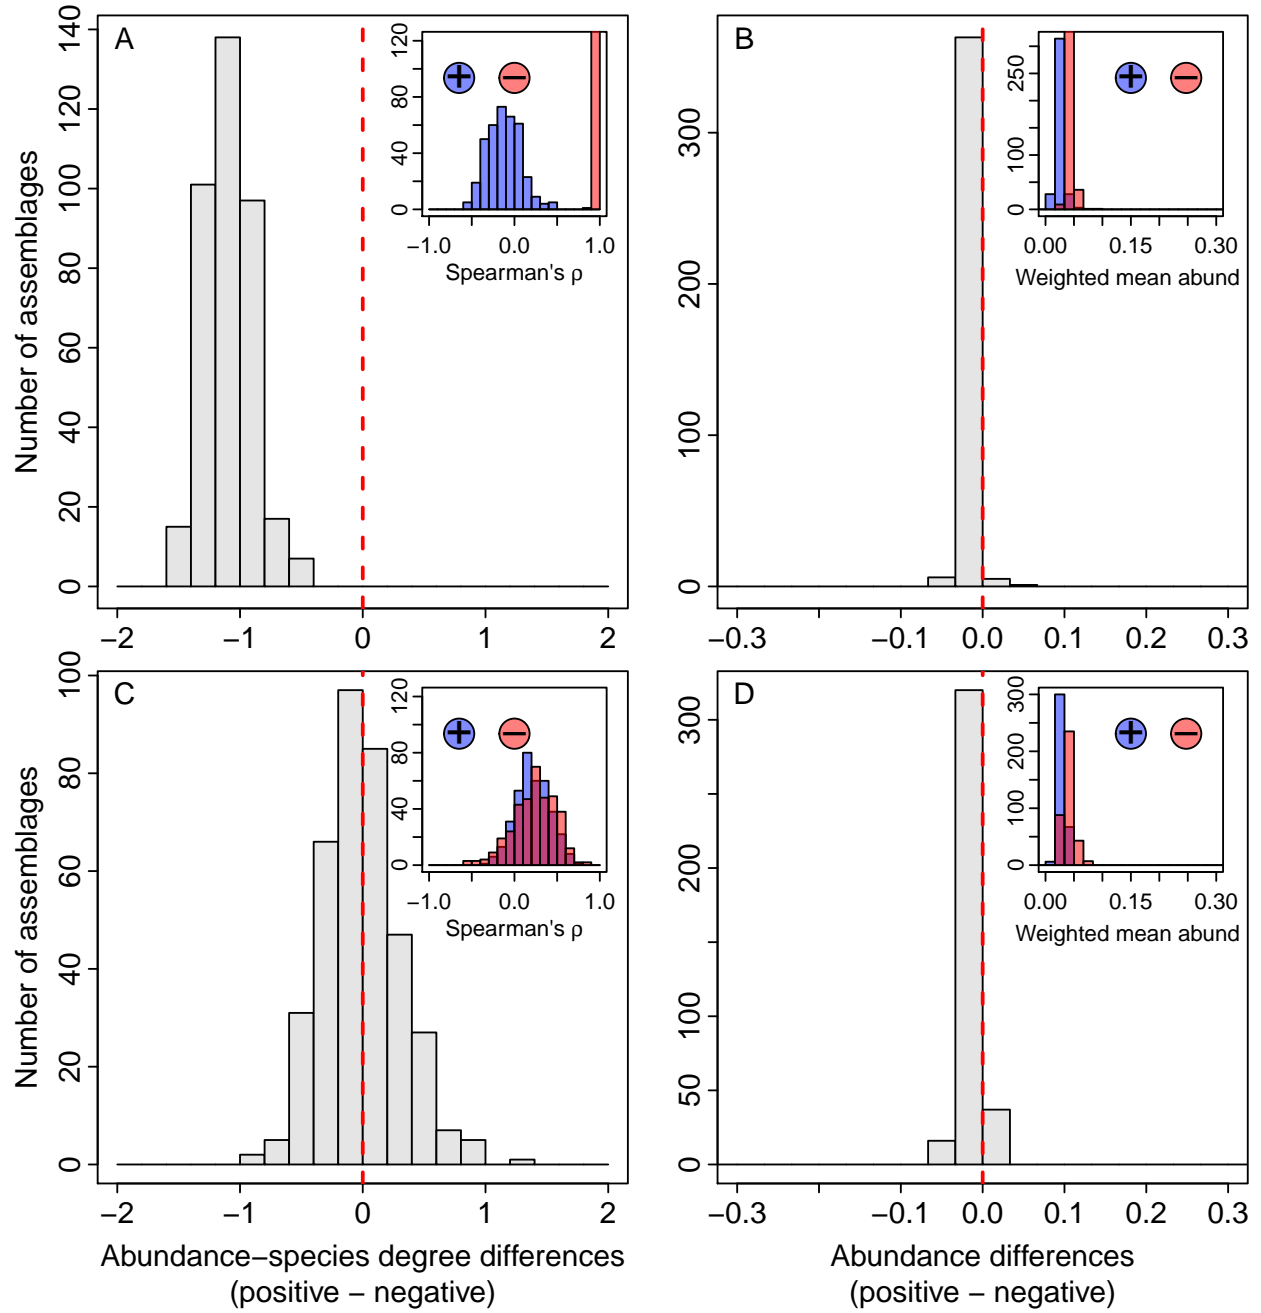 A
Number of assemblages
0 20 40 60 80 100 120 140
−2 −1 0 1 2
0 40 80 120
+ −
−1.0 0.0 1.0
Spearman's ρ
B
0 100 200 300
−0.3 −0.1 0.0 0.1 0.2 0.3
0 100 250
+ −
0.00 0.15 0.30
Weighted mean abund
C
Number of assemblages
0 20 40 60 80 100
−2 −1 0 1 2
0 40 80 120
+ −
−1.0 0.0 1.0
Spearman's ρ
Abundance−species degree differences
(positive − negative)
D
0 50 100 200 300
−0.3 −0.1 0.0 0.1 0.2 0.3
0 100 200 300
+ −
0.00 0.15 0.30
Weighted mean abund
Abundance differences
(positive − negative)